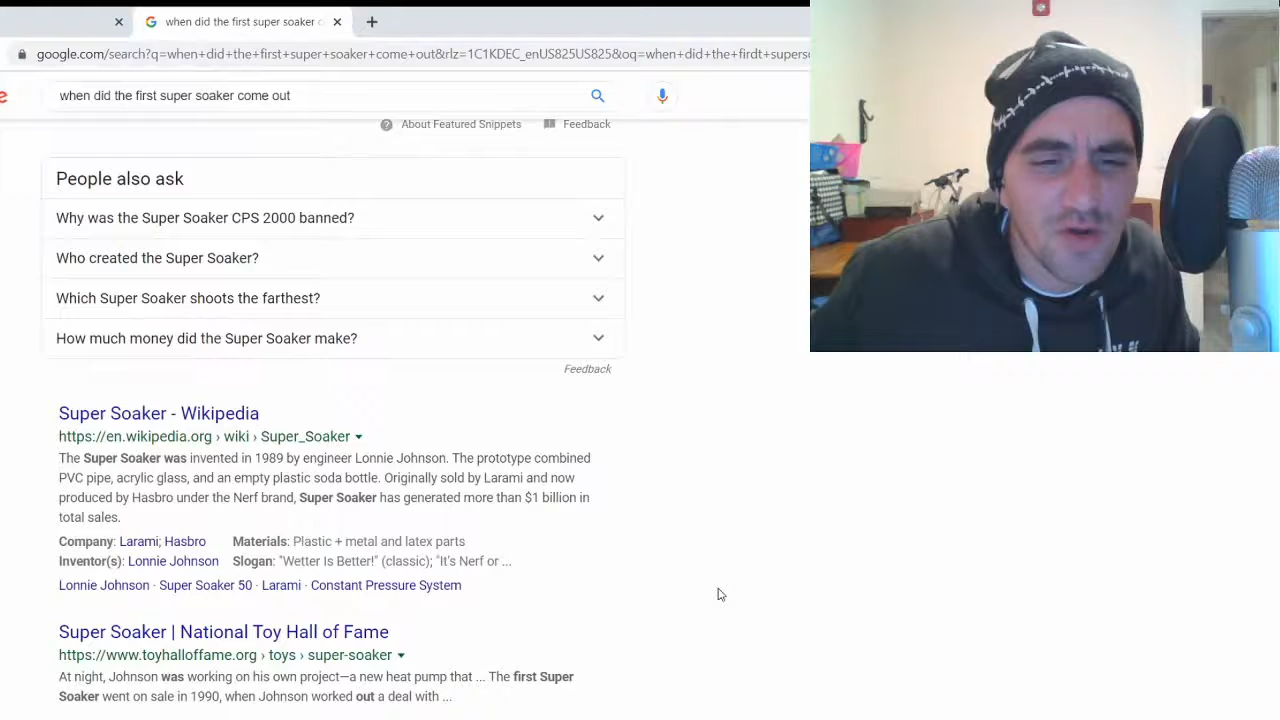 when did the first super soaker c
google.com/search?q=when+did+the+first+super+soaker+come+out&rlz=1C1KDEC_enUS825US825&oq=when+did+the+firdt+superso
e
when did the first super soaker come out
About Featured Snippets Feedback
People also ask
Why was the Super Soaker CPS 2000 banned?
Who created the Super Soaker?
Which Super Soaker shoots the farthest?
How much money did the Super Soaker make?
Feedback
Super Soaker - Wikipedia
https://en.wikipedia.org › wiki › Super_Soaker
The Super Soaker was invented in 1989 by engineer Lonnie Johnson. The prototype combined
PVC pipe, acrylic glass, and an empty plastic soda bottle. Originally sold by Larami and now
produced by Hasbro under the Nerf brand, Super Soaker has generated more than $1 billion in
total sales.
Company: Larami; Hasbro Materials: Plastic + metal and latex parts
Inventor(s): Lonnie Johnson Slogan: "Wetter Is Better!" (classic); "It's Nerf or ...
Lonnie Johnson · Super Soaker 50 · Larami · Constant Pressure System
Super Soaker | National Toy Hall of Fame
https://www.toyhalloffame.org › toys › super-soaker
At night, Johnson was working on his own project—a new heat pump that ... The first Super
Soaker went on sale in 1990, when Johnson worked out a deal with ...